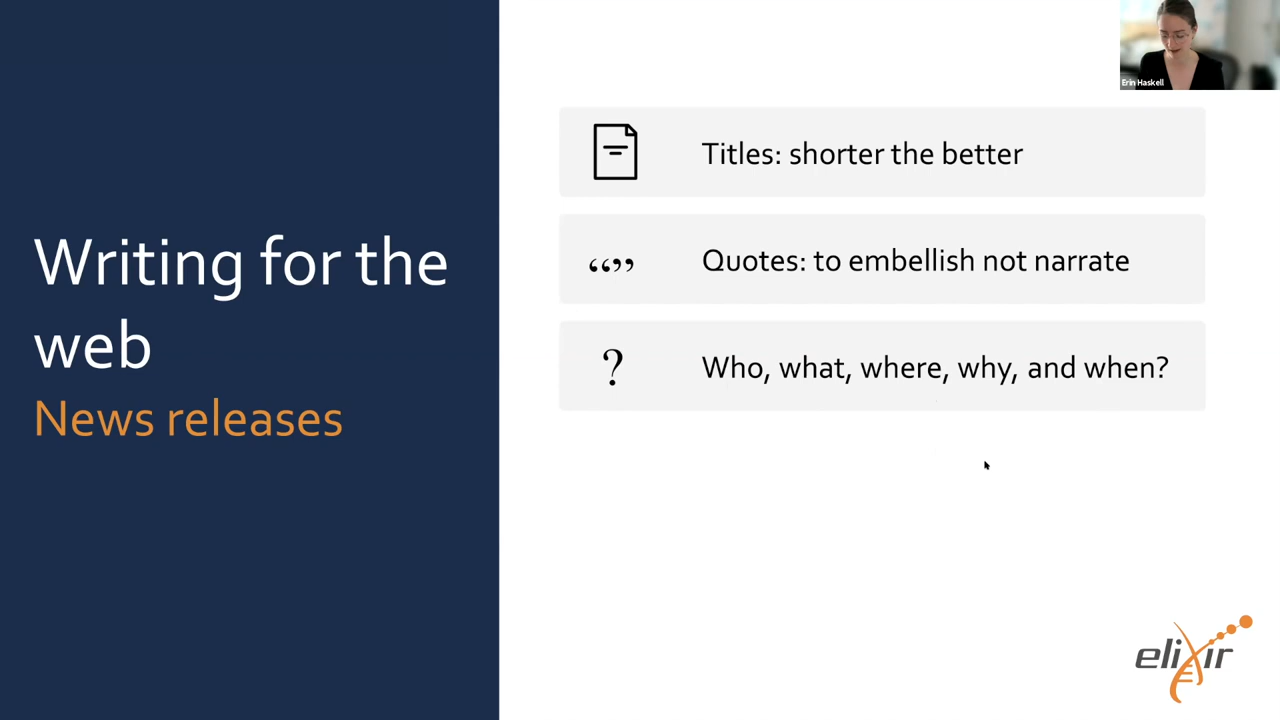 Erin Haskell
Writing for the
web
News releases
Titles: shorter the better
“” Quotes: to embellish not narrate
? Who, what, where, why, and when?
elixir